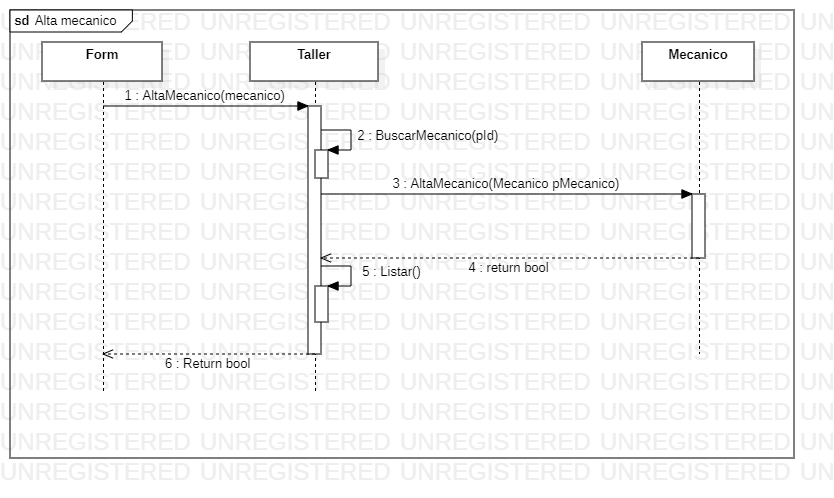 sd Alta mecanico
Form
Taller
Mecanico
1 : AltaMecanico(mecanico)
2 : BuscarMecanico(pId)
3 : AltaMecanico(Mecanico pMecanico)
4 : return bool
5 : Listar()
6 : Return bool
UNREGISTERED